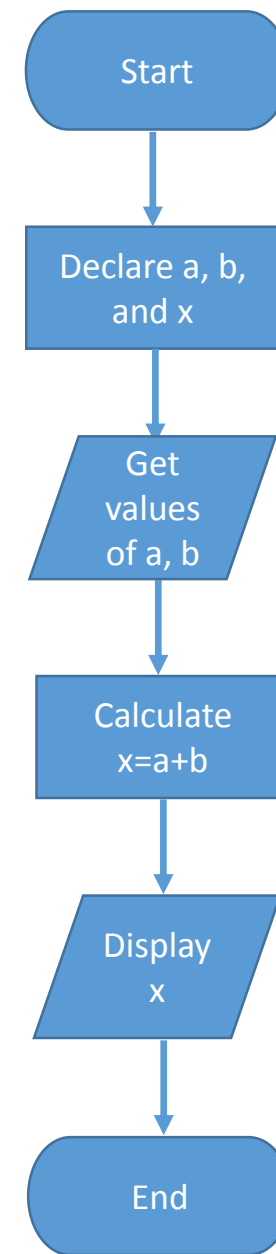 Start
Declare a, b,
and x
Get
values
of a, b
Calculate
x=a+b
Display
x
End